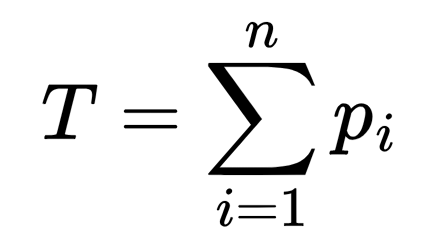 T = \sum_{i=1}^{n} p_i